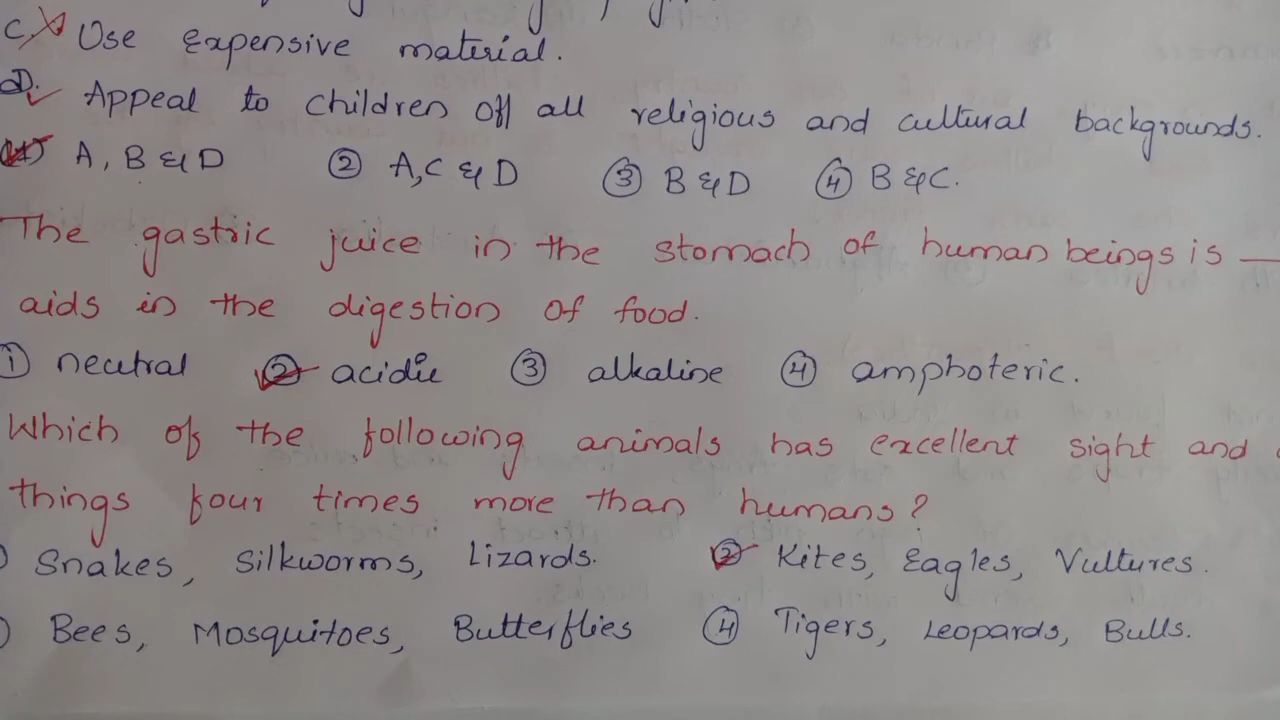 C. Use expensive material.
D. Appeal to children off all religious and cultural backgrounds.
(1) A, B & D (2) A, C & D (3) B & D (4) B & C.
The gastric juice in the stomach of human beings is —
aids in the digestion of food.
(1) neutral (2) acidic (3) alkaline (4) amphoteric.
Which of the following animals has excellent sight and
things four times more than humans?
Snakes, Silkworms, Lizards. (2) Kites, Eagles, Vultures.
Bees, Mosquitoes, Butterflies (4) Tigers, Leopards, Bulls.